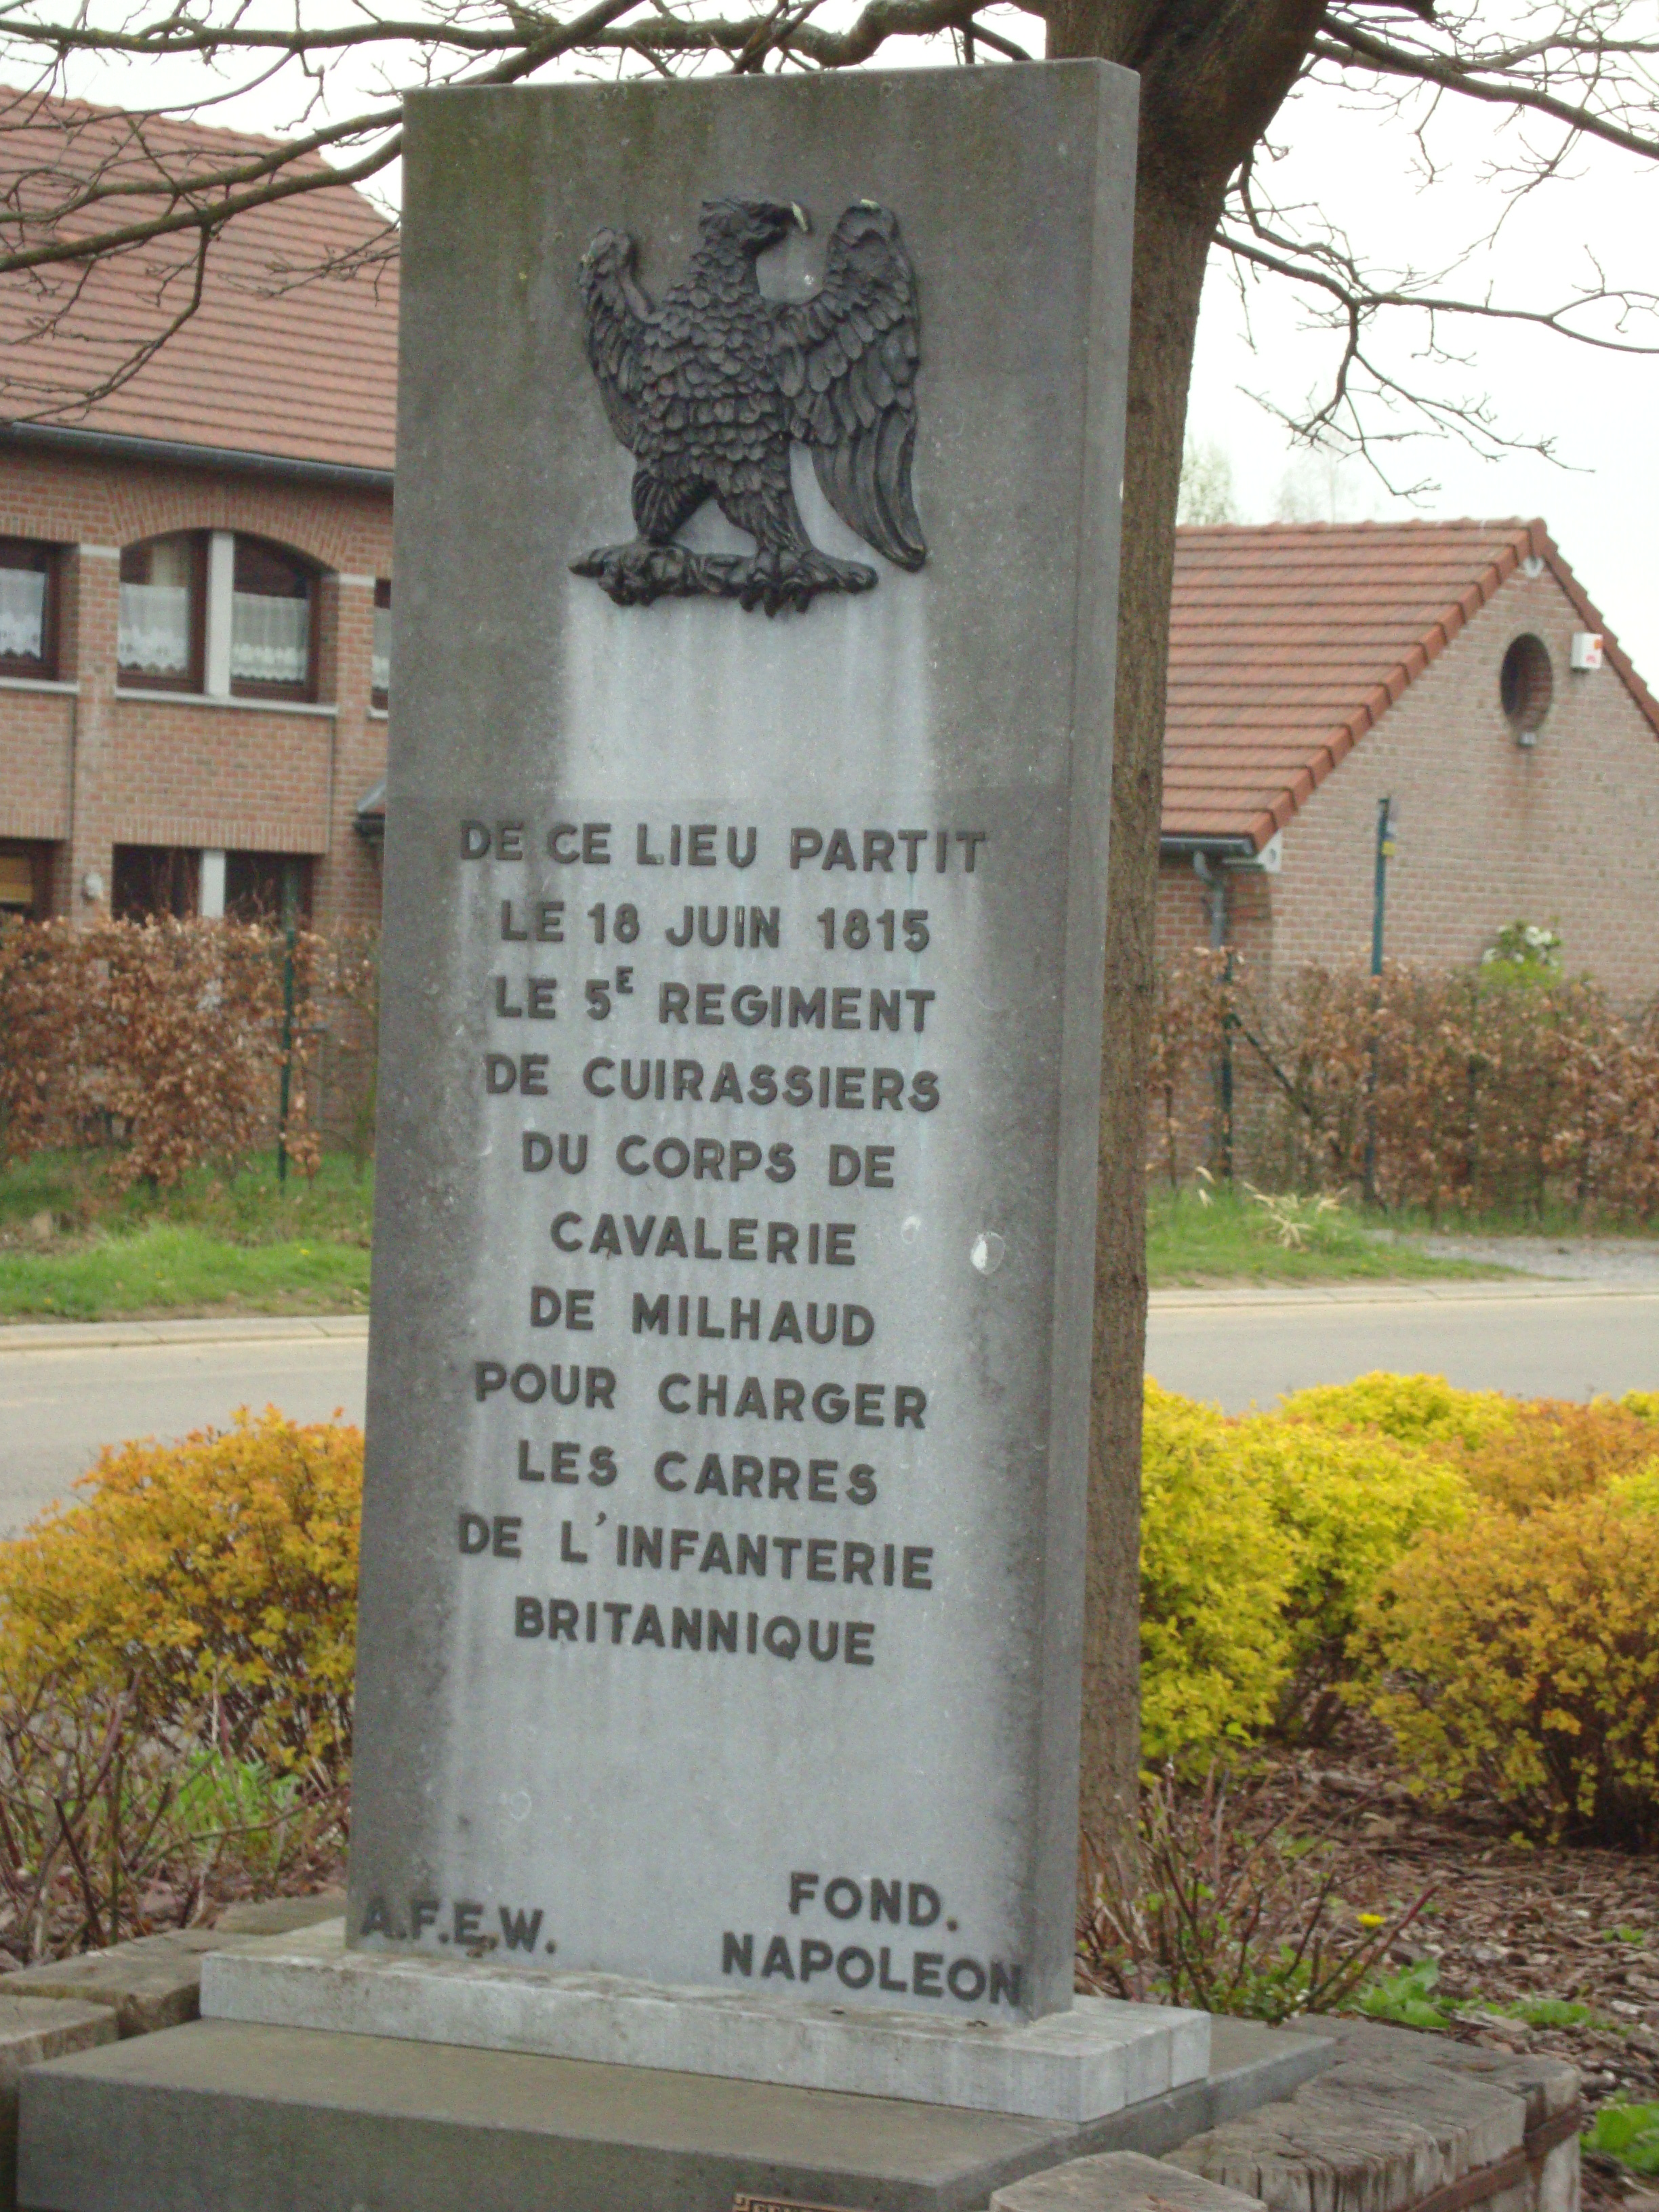 DE CE LIEU PARTIT
LE 18 JUIN 1815
LE 5E REGIMENT
DE CUIRASSIERS
DU CORPS DE
CAVALERIE
DE MILHAUD
POUR CHARGER
LES CARRES
DE L'INFANTERIE
BRITANNIQUE
A.F.E.W.
FOND.
NAPOLEON